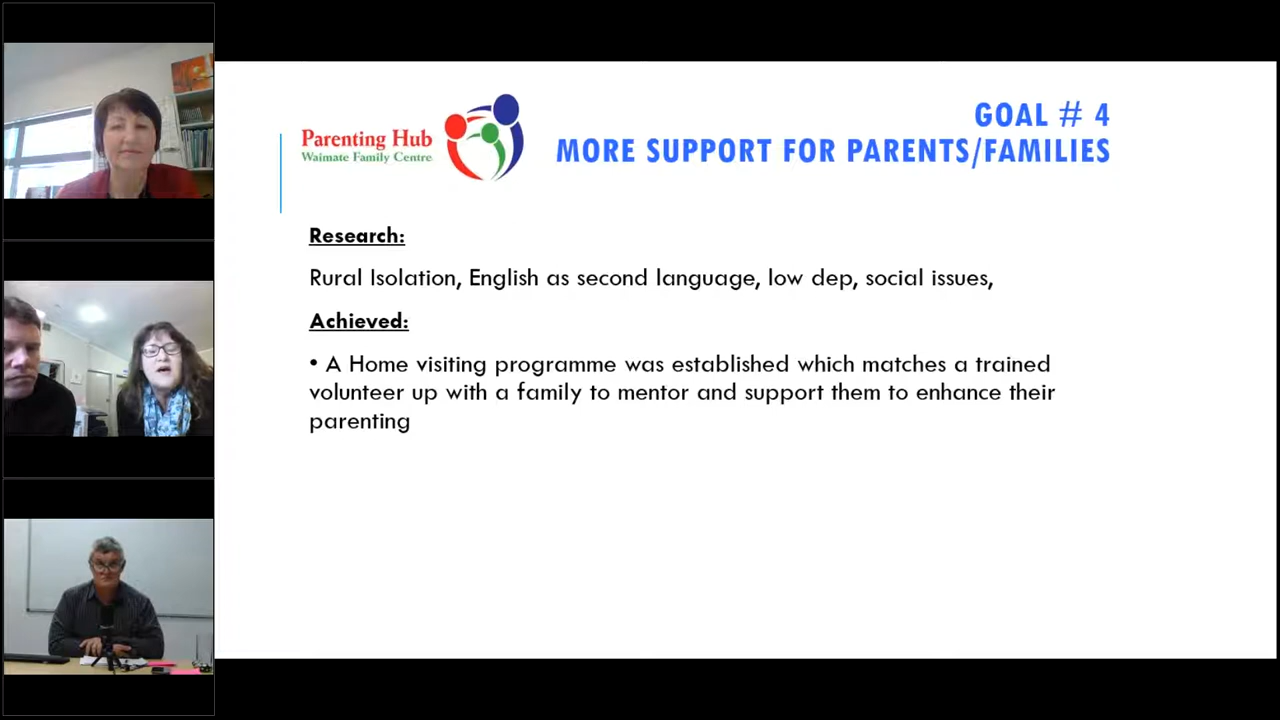 Parenting Hub
Waimate Family Centre
GOAL # 4
MORE SUPPORT FOR PARENTS/FAMILIES
Research:
Rural Isolation, English as second language, low dep, social issues,
Achieved:
• A Home visiting programme was established which matches a trained
volunteer up with a family to mentor and support them to enhance their
parenting